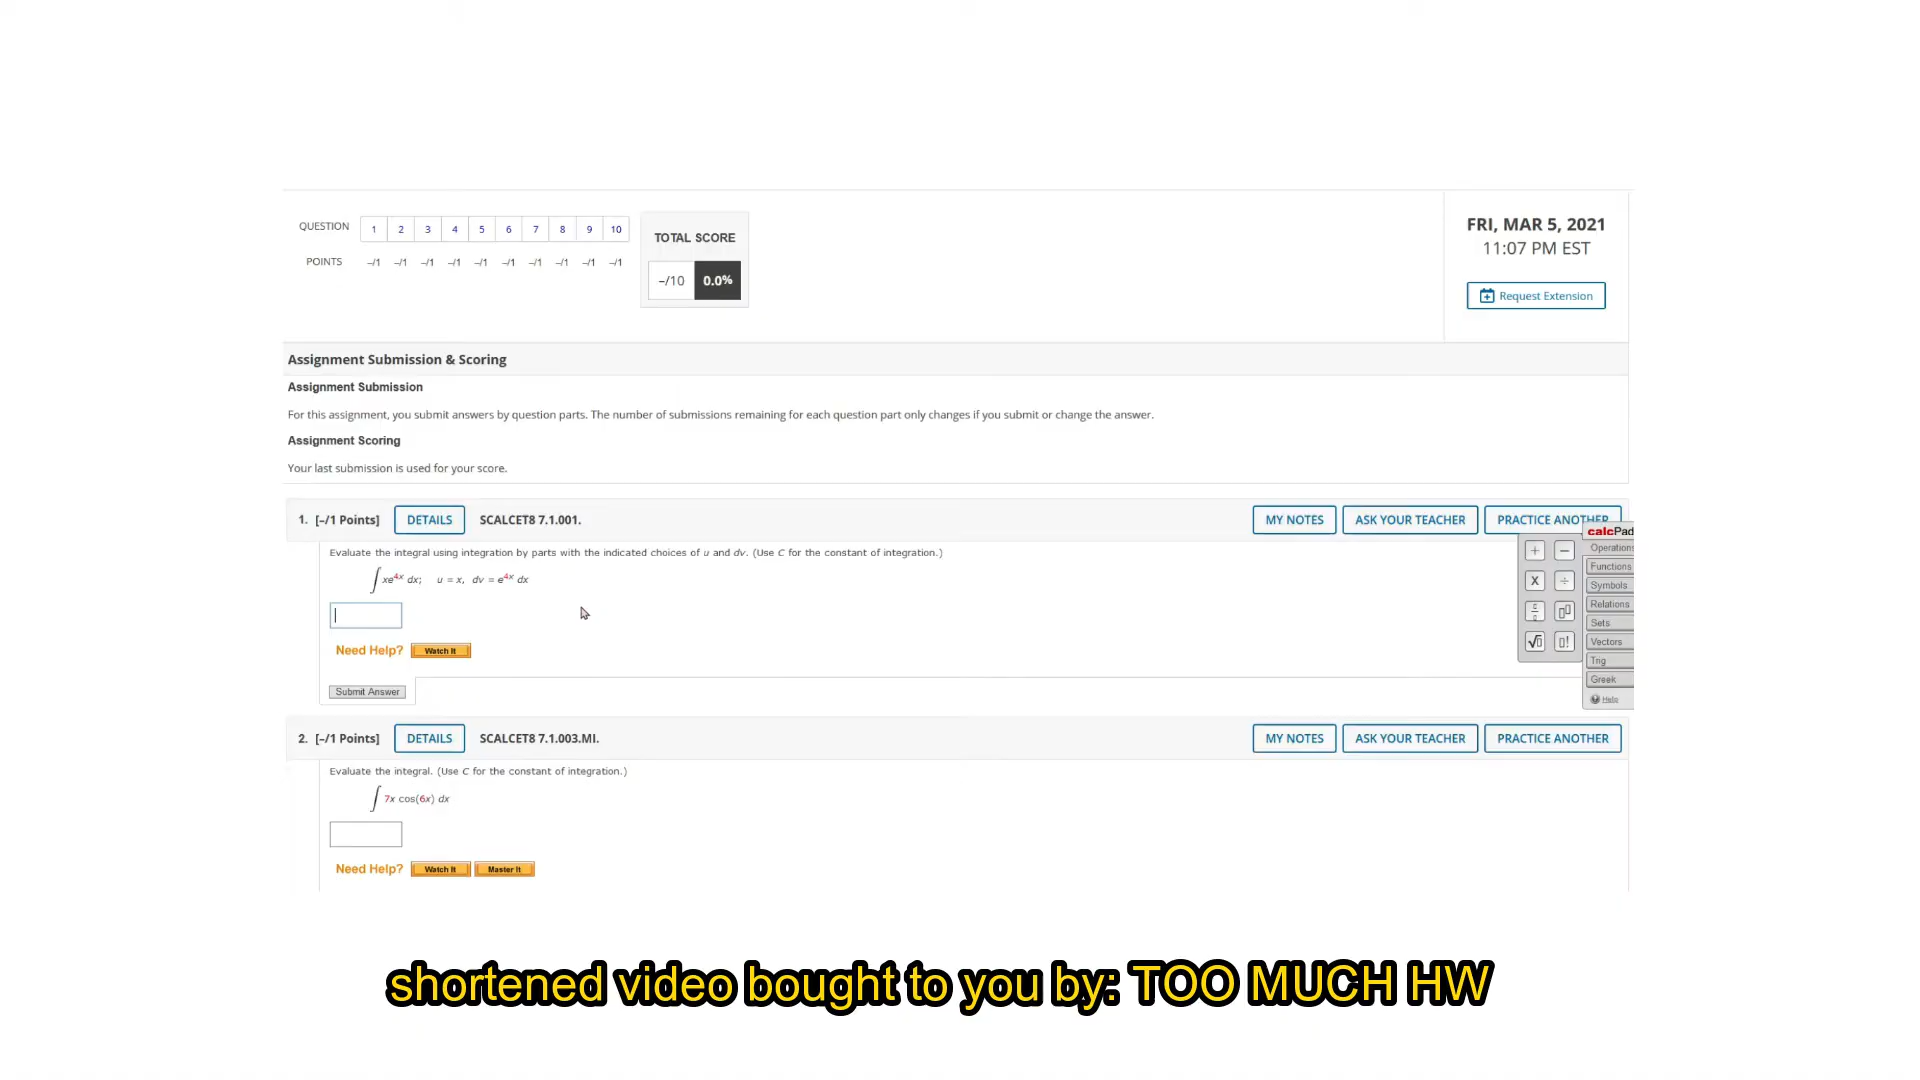 QUESTION 1 2 3 4 5 6 7 8 9 10
POINTS –/1 –/1 –/1 –/1 –/1 –/1 –/1 –/1 –/1 –/1
TOTAL SCORE
–/10 0.0%
FRI, MAR 5, 2021
11:07 PM EST
Request Extension
Assignment Submission & Scoring
Assignment Submission
For this assignment, you submit answers by question parts. The number of submissions remaining for each question part only changes if you submit or change the answer.
Assignment Scoring
Your last submission is used for your score.
1. [–/1 Points] DETAILS SCALCET8 7.1.001. MY NOTES ASK YOUR TEACHER PRACTICE ANOTHER
Evaluate the integral using integration by parts with the indicated choices of u and dv. (Use C for the constant of integration.)
∫ xe⁴ˣ dx; u = x, dv = e⁴ˣ dx
Need Help? Watch It
Submit Answer
calcPad
Operations
Functions
Symbols
Relations
Sets
Vectors
Trig
Greek
Help
+ −
X ÷
√ !
2. [–/1 Points] DETAILS SCALCET8 7.1.003.MI. MY NOTES ASK YOUR TEACHER PRACTICE ANOTHER
Evaluate the integral. (Use C for the constant of integration.)
∫ 7x cos(6x) dx
Need Help? Watch It Master It
shortened video bought to you by: TOO MUCH HW